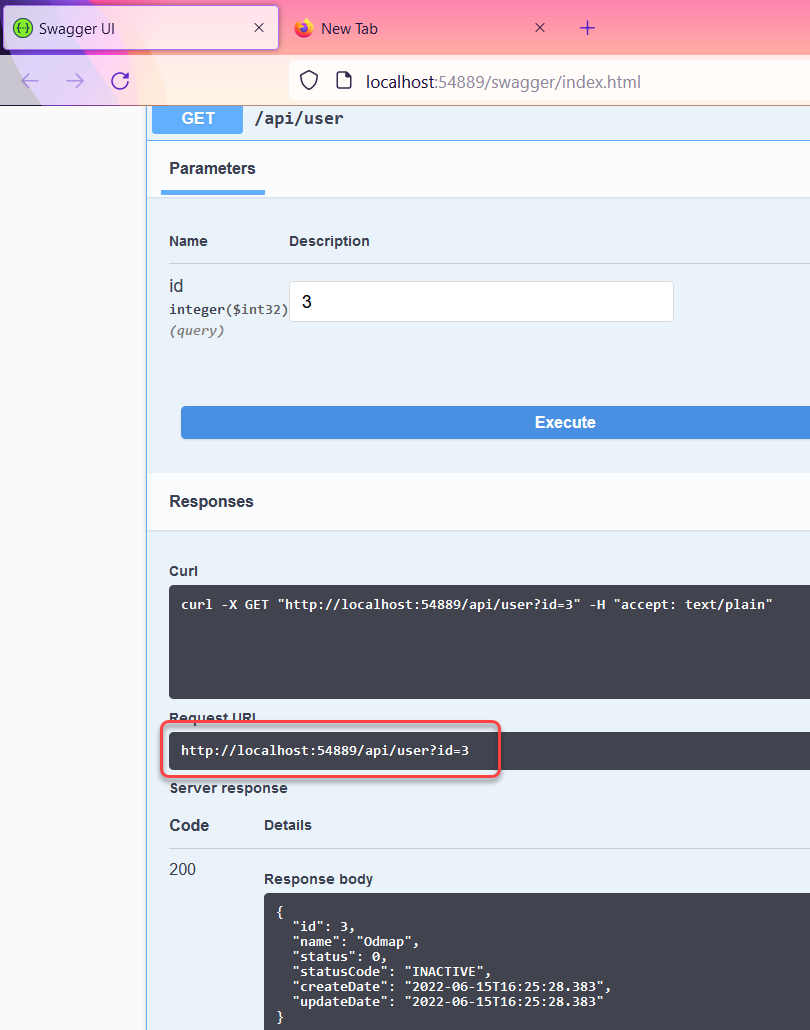 Swagger UI
New Tab
localhost:54889/swagger/index.html
GET /api/user
Parameters
Name Description
id
integer($int32)
(query)
3
Execute
Responses
Curl
curl -X GET "http://localhost:54889/api/user?id=3" -H "accept: text/plain"
Request URL
http://localhost:54889/api/user?id=3
Server response
Code Details
200
Response body
{
  "id": 3,
  "name": "Odmap",
  "status": 0,
  "statusCode": "INACTIVE",
  "createDate": "2022-06-15T16:25:28.383",
  "updateDate": "2022-06-15T16:25:28.383"
}